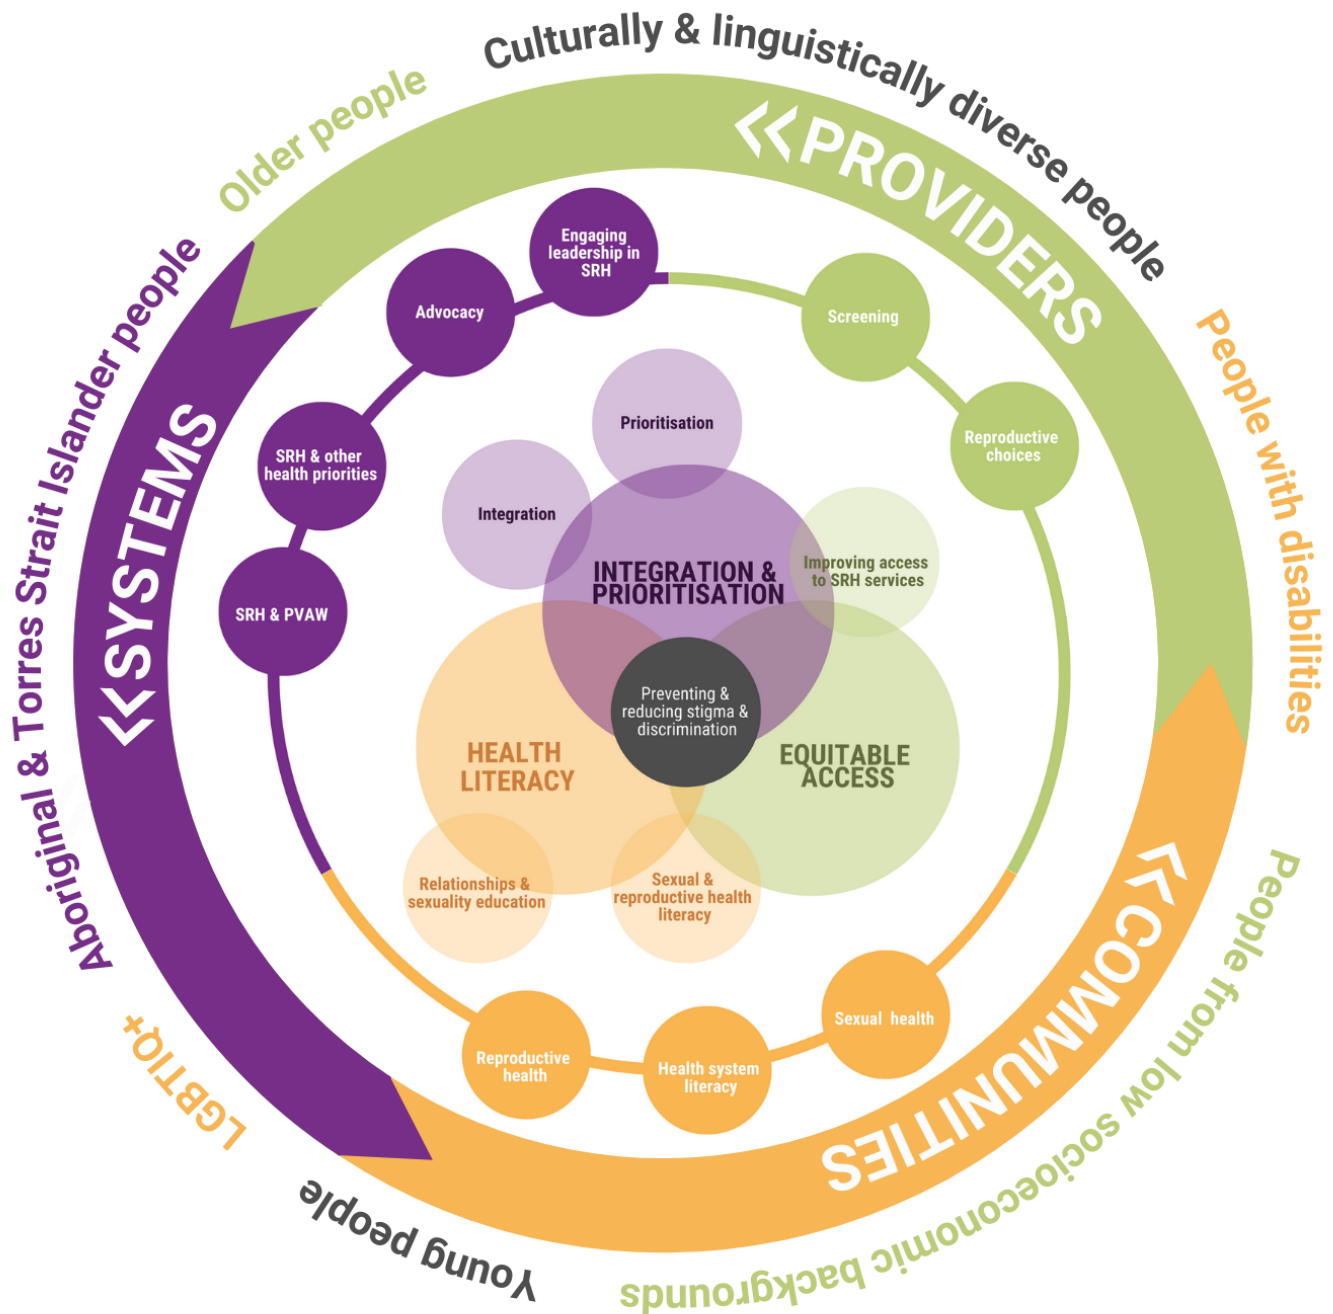 Culturally & linguistically diverse people
Older people
People with disabilities
Aboriginal & Torres Strait Islander people
People from low socioeconomic backgrounds
LGBTIQ+
Young people
PROVIDERS
SYSTEMS
COMMUNITIES
Engaging
leadership in
SRH
Advocacy
SRH & other
health priorities
SRH & PVAW
Screening
Reproductive
choices
Sexual health
Health system
literacy
Reproductive
health
Prioritisation
Integration
INTEGRATION &
PRIORITISATION
Improving access
to SRH services
Preventing &
reducing stigma &
discrimination
HEALTH
LITERACY
EQUITABLE
ACCESS
Relationships &
sexuality education
Sexual &
reproductive health
literacy